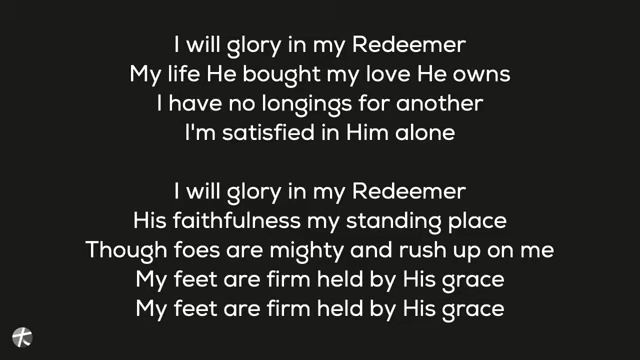 I will glory in my Redeemer
My life He bought my love He owns
I have no longings for another
I'm satisfied in Him alone
I will glory in my Redeemer
His faithfulness my standing place
Though foes are mighty and rush up on me
My feet are firm held by His grace
My feet are firm held by His grace